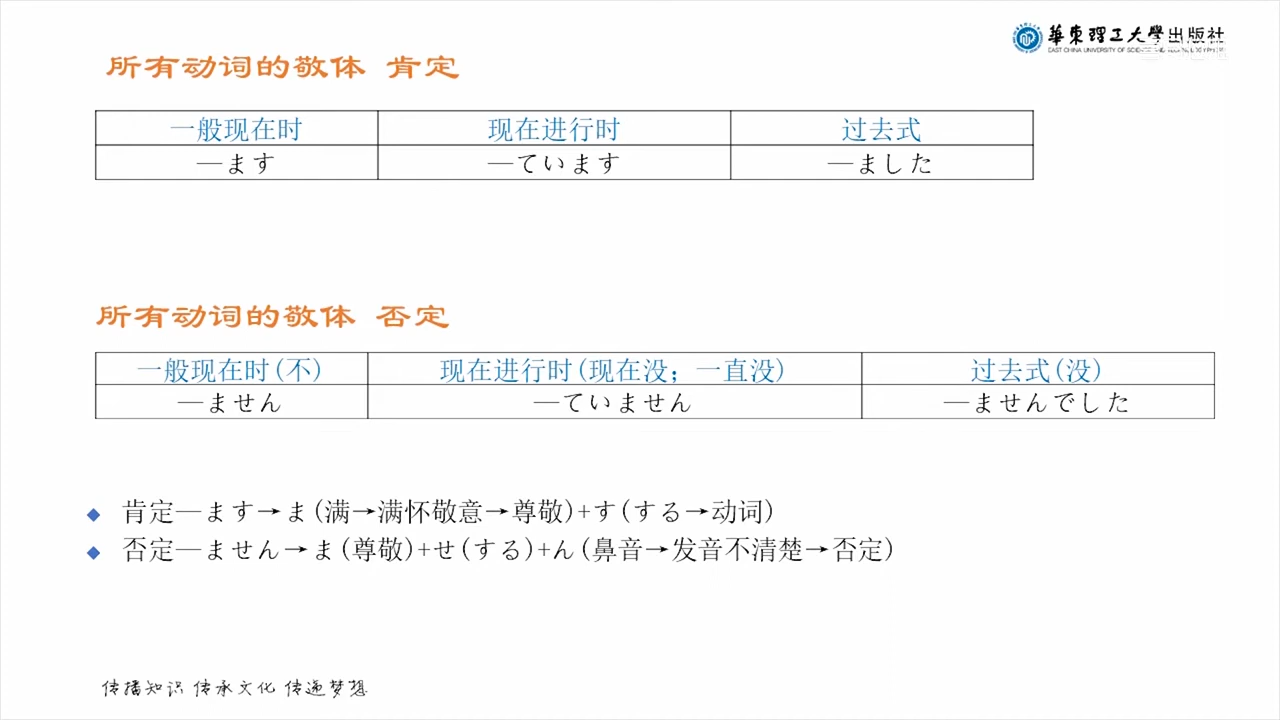 華東理工大學出版社
所有动词的敬体 肯定
一般现在时 现在进行时 过去式
—ます —ています —ました
所有动词的敬体 否定
一般现在时(不) 现在进行时(现在没；一直没) 过去式(没)
—ません —ていません —ませんでした
◆ 肯定—ます→ま(满→满怀敬意→尊敬)+す(する→动词)
◆ 否定—ません→ま(尊敬)+せ(する)+ん(鼻音→发音不清楚→否定)
传播知识 传承文化 传递梦想